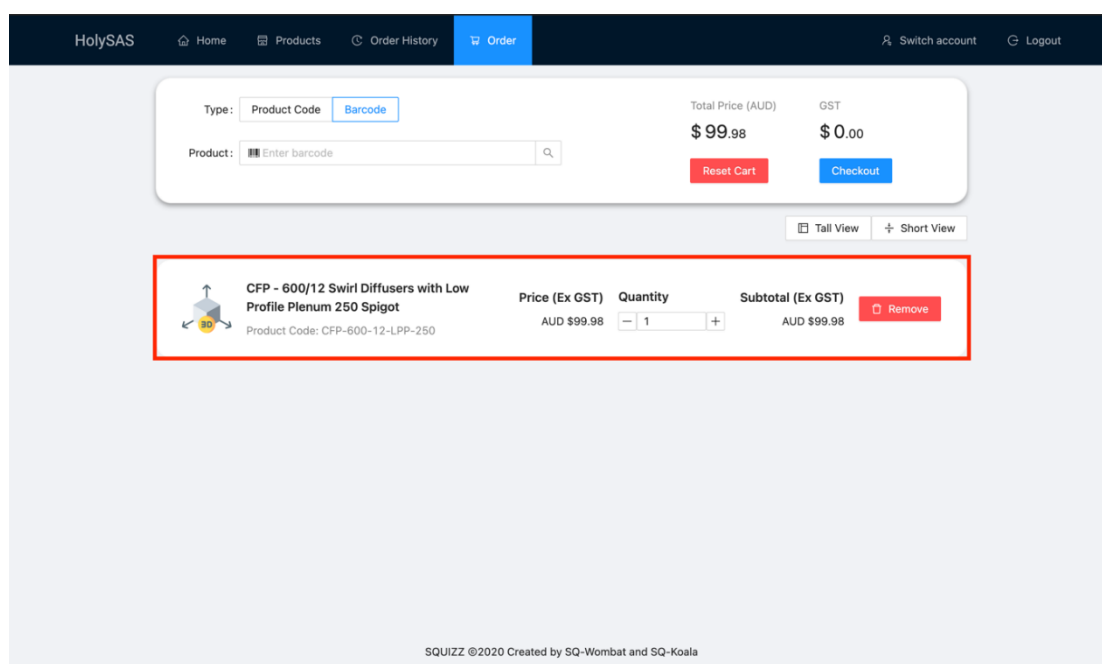 HolySAS Home Products Order History Order Switch account Logout
Type: Product Code Barcode
Total Price (AUD) GST
$ 99.98 $ 0.00
Product: Enter barcode
Reset Cart Checkout
Tall View Short View
CFP - 600/12 Swirl Diffusers with Low
Profile Plenum 250 Spigot
Product Code: CFP-600-12-LPP-250
3D
Price (Ex GST) Quantity Subtotal (Ex GST)
AUD $99.98 1 AUD $99.98
Remove
SQUIZZ ©2020 Created by SQ-Wombat and SQ-Koala